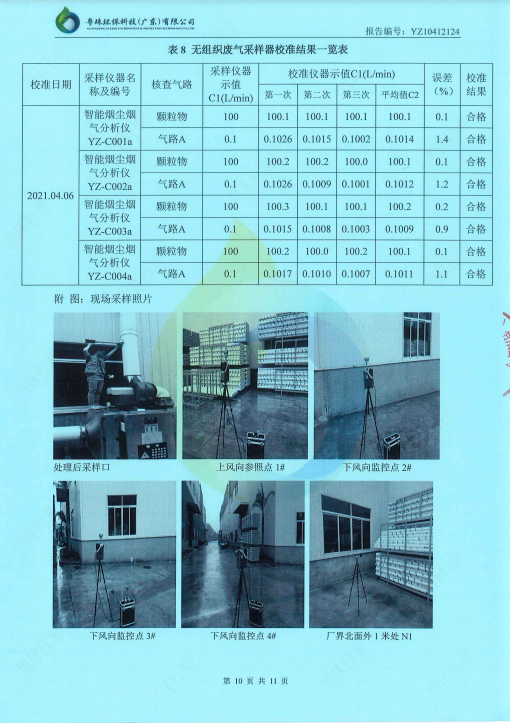 粤珠环保科技(广东)有限公司
报告编号：YZ10412124
表 8 无组织废气采样器校准结果一览表
校准日期 采样仪器名称及编号 核查气路 采样仪器示值C1(L/min) 校准仪器示值C1(L/min) 误差（%） 校准结果
第一次 第二次 第三次 平均值C2
2021.04.06
智能烟尘烟气分析仪 YZ-C001a 颗粒物 100 100.1 100.1 100.1 100.1 0.1 合格
气路A 0.1 0.1026 0.1015 0.1002 0.1014 1.4 合格
智能烟尘烟气分析仪 YZ-C002a 颗粒物 100 100.2 100.2 100.0 100.1 0.1 合格
气路A 0.1 0.1026 0.1009 0.1001 0.1012 1.2 合格
智能烟尘烟气分析仪 YZ-C003a 颗粒物 100 100.3 100.1 100.1 100.2 0.2 合格
气路A 0.1 0.1015 0.1008 0.1003 0.1009 0.9 合格
智能烟尘烟气分析仪 YZ-C004a 颗粒物 100 100.2 100.0 100.2 100.1 0.1 合格
气路A 0.1 0.1017 0.1010 0.1007 0.1011 1.1 合格
附 图：现场采样照片
处理后采样口 上风向参照点 1# 下风向监控点 2#
下风向监控点 3# 下风向监控点 4# 厂界北面外 1 米处 N1
第 10 页 共 11 页